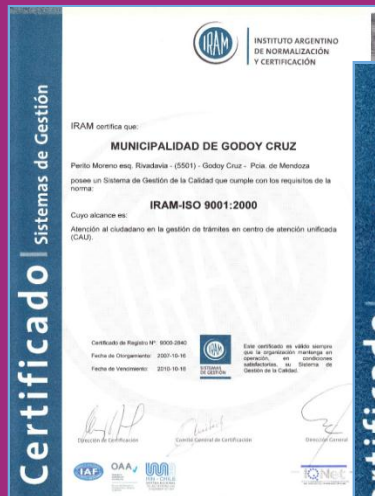 IRAM
INSTITUTO ARGENTINO
DE NORMALIZACIÓN
Y CERTIFICACIÓN
Certificado Sistemas de Gestión
IRAM certifica que:
MUNICIPALIDAD DE GODOY CRUZ
Perito Moreno esq. Rivadavia - (5501) - Godoy Cruz - Pcia. de Mendoza
posee un Sistema de Gestión de la Calidad que cumple con los requisitos de la
norma:
IRAM-ISO 9001:2000
Cuyo alcance es:
Atención al ciudadano en la gestión de trámites en centro de atención unificada
(CAU).
Certificado de Registro Nº: 9000-2840
Fecha de Otorgamiento: 2007-10-16
Fecha de Vencimiento: 2010-10-16
IRAM
SISTEMAS
DE GESTIÓN
Este certificado es válido siempre
que la organización mantenga en
operación, en condiciones
satisfactorias, su Sistema de
Gestión de la Calidad.
Dirección de Certificación
Comité General de Certificación
Dirección General
IAF
OAA
INN - CHILE
IQNet